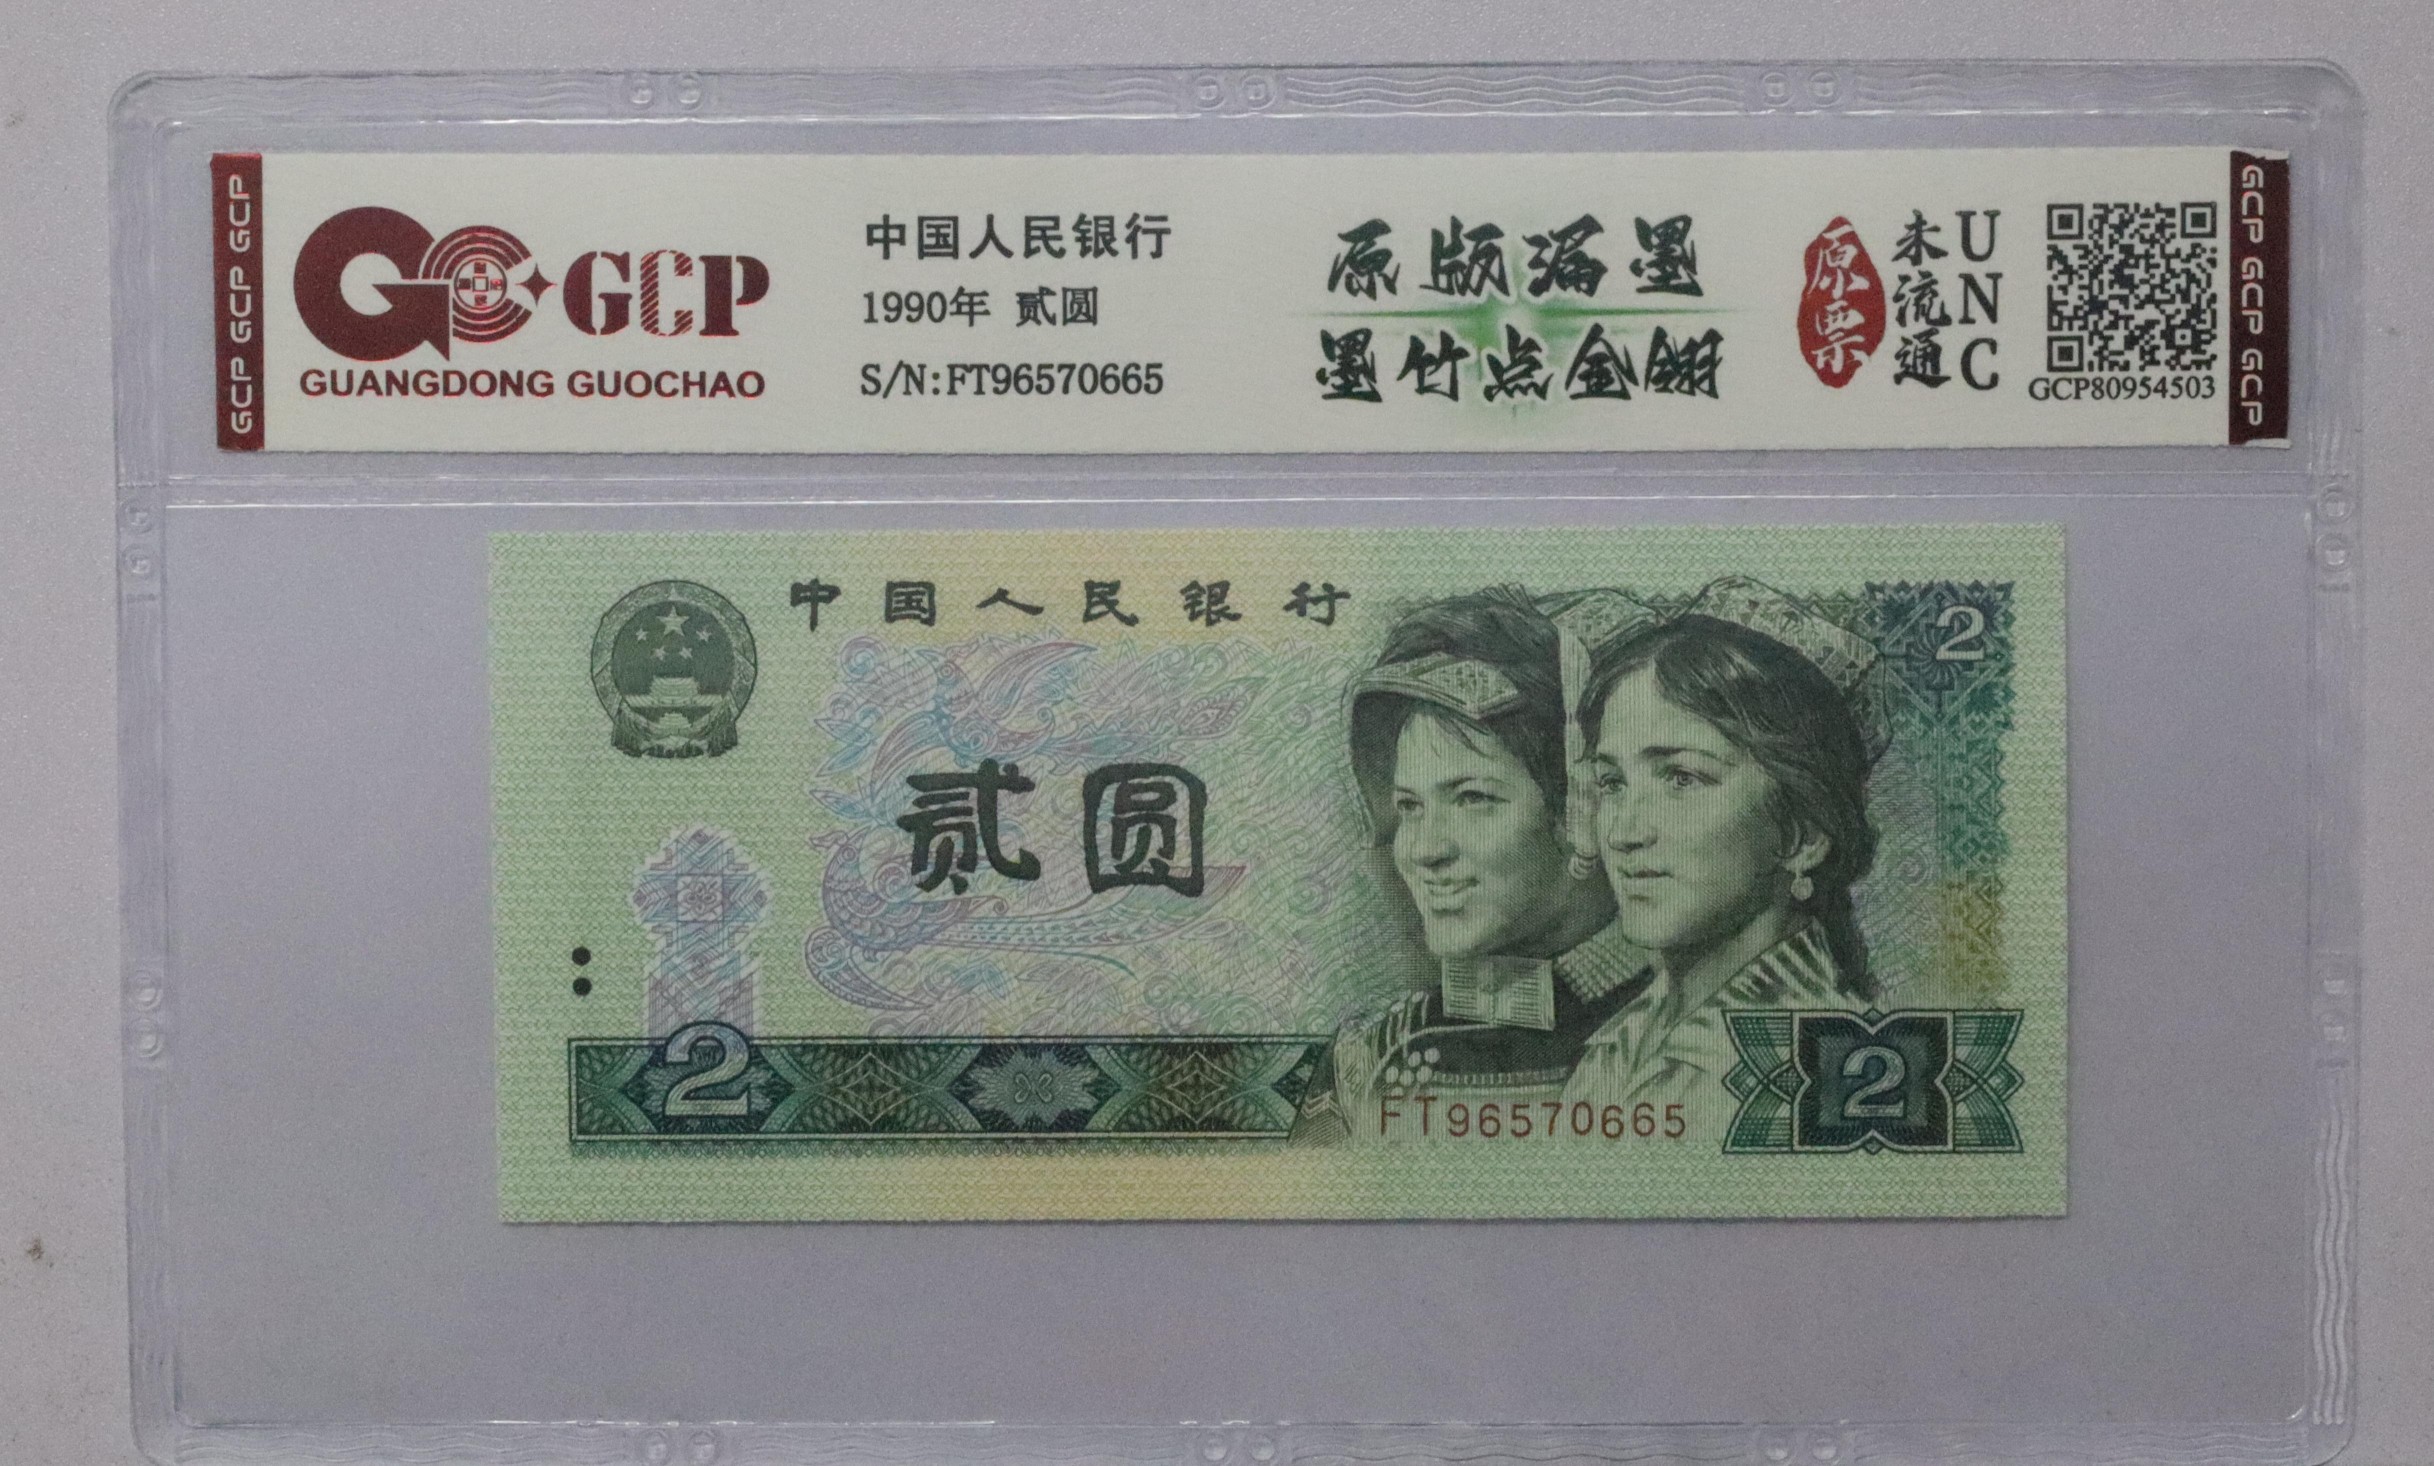 GCP GCP GCP
GCP
GUANGDONG GUOCHAO
中国人民银行
1990年 贰圆
S/N:FT96570665
原版漏墨
墨竹点金翎
原票
未流通
UNC
GCP80954503
GCP GCP GCP
中国人民银行
2
贰圆
2
FT96570665
2